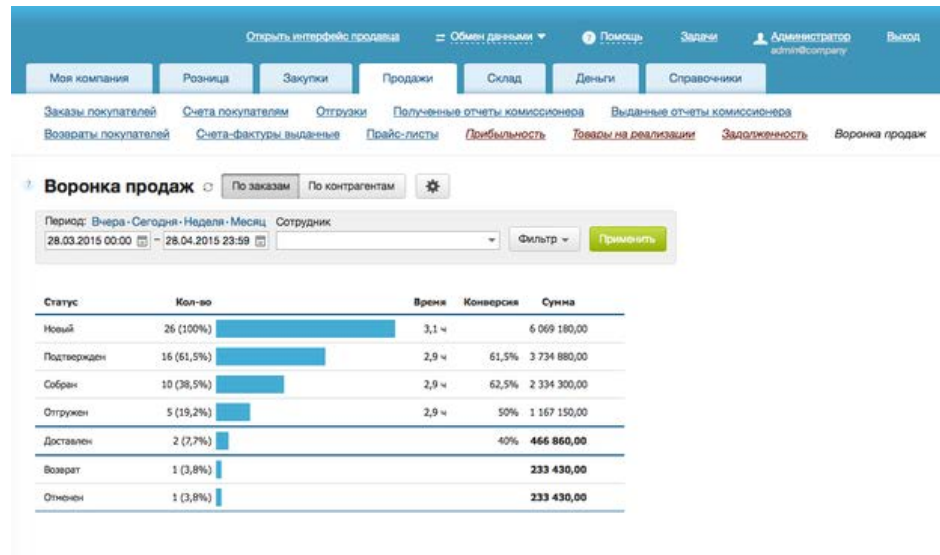 Открыть интерфейс продавца Обмен данными Помощь Задачи Администратор Выход
admin@company
Моя компания Розница Закупки Продажи Склад Деньги Справочники
Заказы покупателей Счета покупателям Отгрузки Полученные отчеты комиссионера Выданные отчеты комиссионера
Возвраты покупателей Счета-фактуры выданные Прайс-листы Прибыльность Товары на реализации Задолженность Воронка продаж
? Воронка продаж По заказам По контрагентам
Период: Вчера - Сегодня - Неделя - Месяц Сотрудник
28.03.2015 00:00 – 28.04.2015 23:59 Фильтр Применить
Статус Кол-во Время Конверсия Сумма
Новый 26 (100%) 3,1 ч 6 069 180,00
Подтвержден 16 (61,5%) 2,9 ч 61,5% 3 734 880,00
Собран 10 (38,5%) 2,9 ч 62,5% 2 334 300,00
Отгружен 5 (19,2%) 2,9 ч 50% 1 167 150,00
Доставлен 2 (7,7%) 40% 466 860,00
Возврат 1 (3,8%) 233 430,00
Отменен 1 (3,8%) 233 430,00